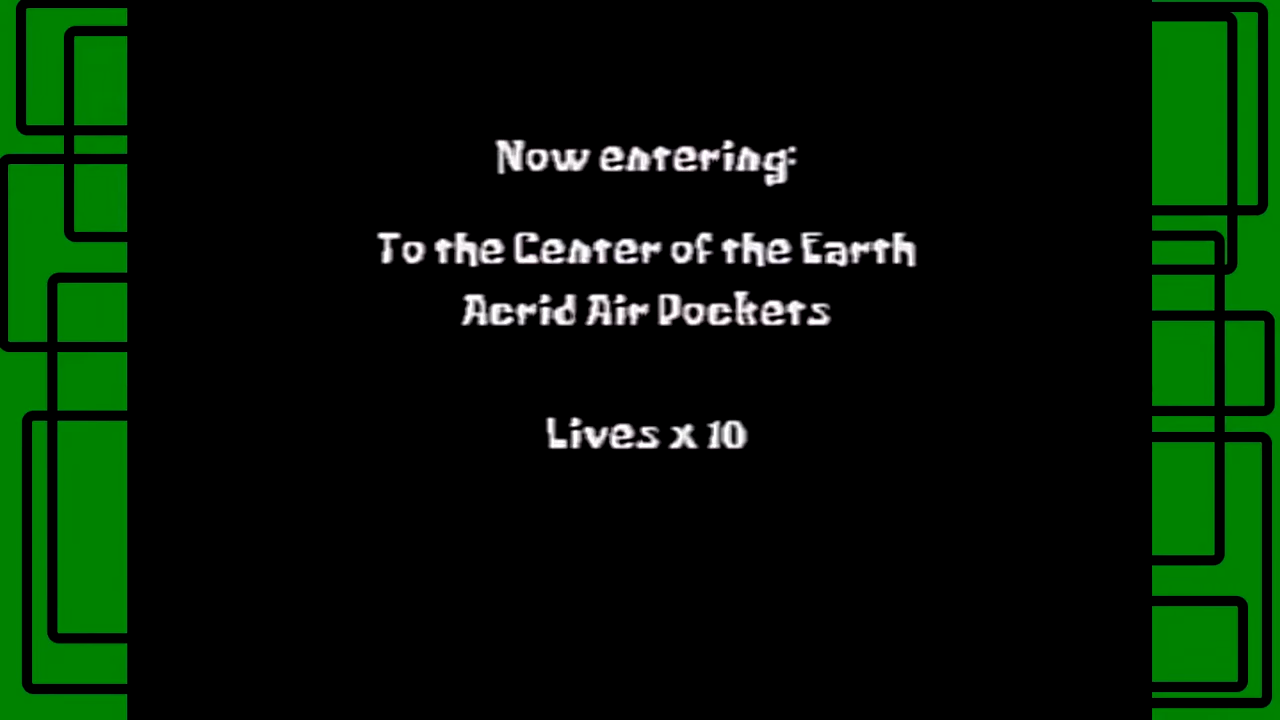 Now entering:
To the Center of the Earth
Acrid Air Pockets
Lives x 10